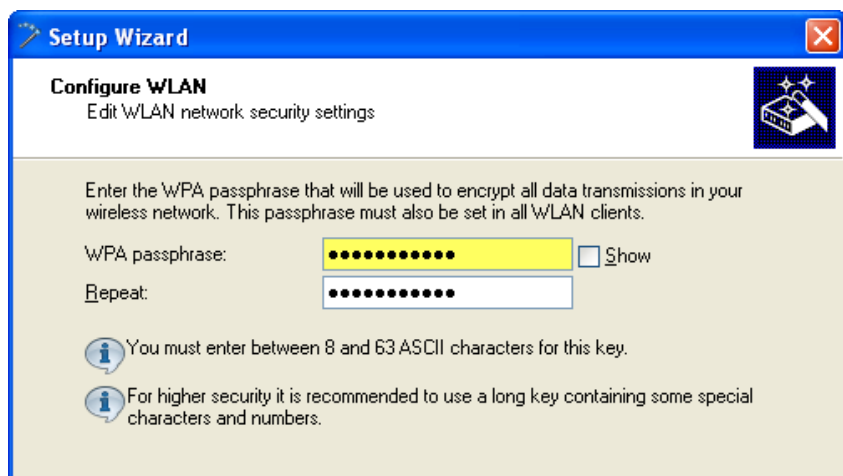 Setup Wizard
Configure WLAN
Edit WLAN network security settings
Enter the WPA passphrase that will be used to encrypt all data transmissions in your
wireless network. This passphrase must also be set in all WLAN clients.
WPA passphrase: ●●●●●●●●●●● Show
Repeat: ●●●●●●●●●●●
You must enter between 8 and 63 ASCII characters for this key.
For higher security it is recommended to use a long key containing some special
characters and numbers.